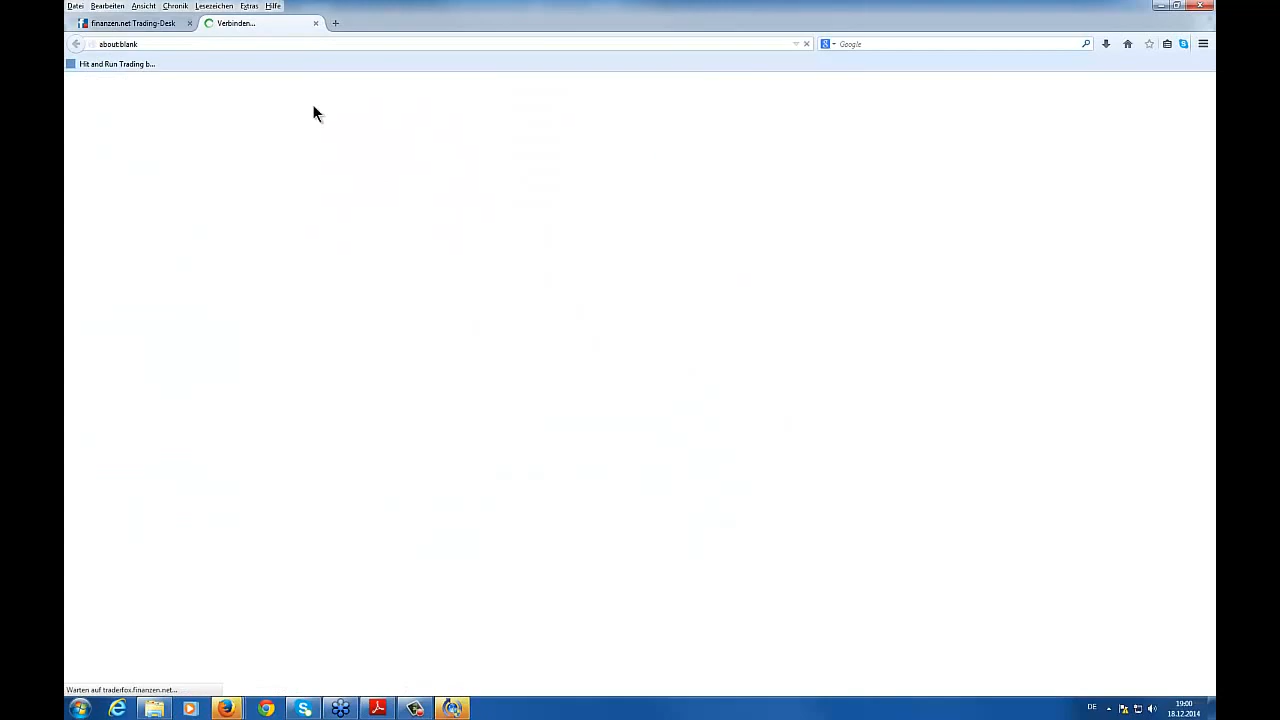 Datei Bearbeiten Ansicht Chronik Lesezeichen Extras Hilfe
finanzen.net Trading-Desk Verbinden...
about:blank Google
Hit and Run Trading b...
Warten auf traderfox.finanzen.net...
DE 19:00
18.12.2014